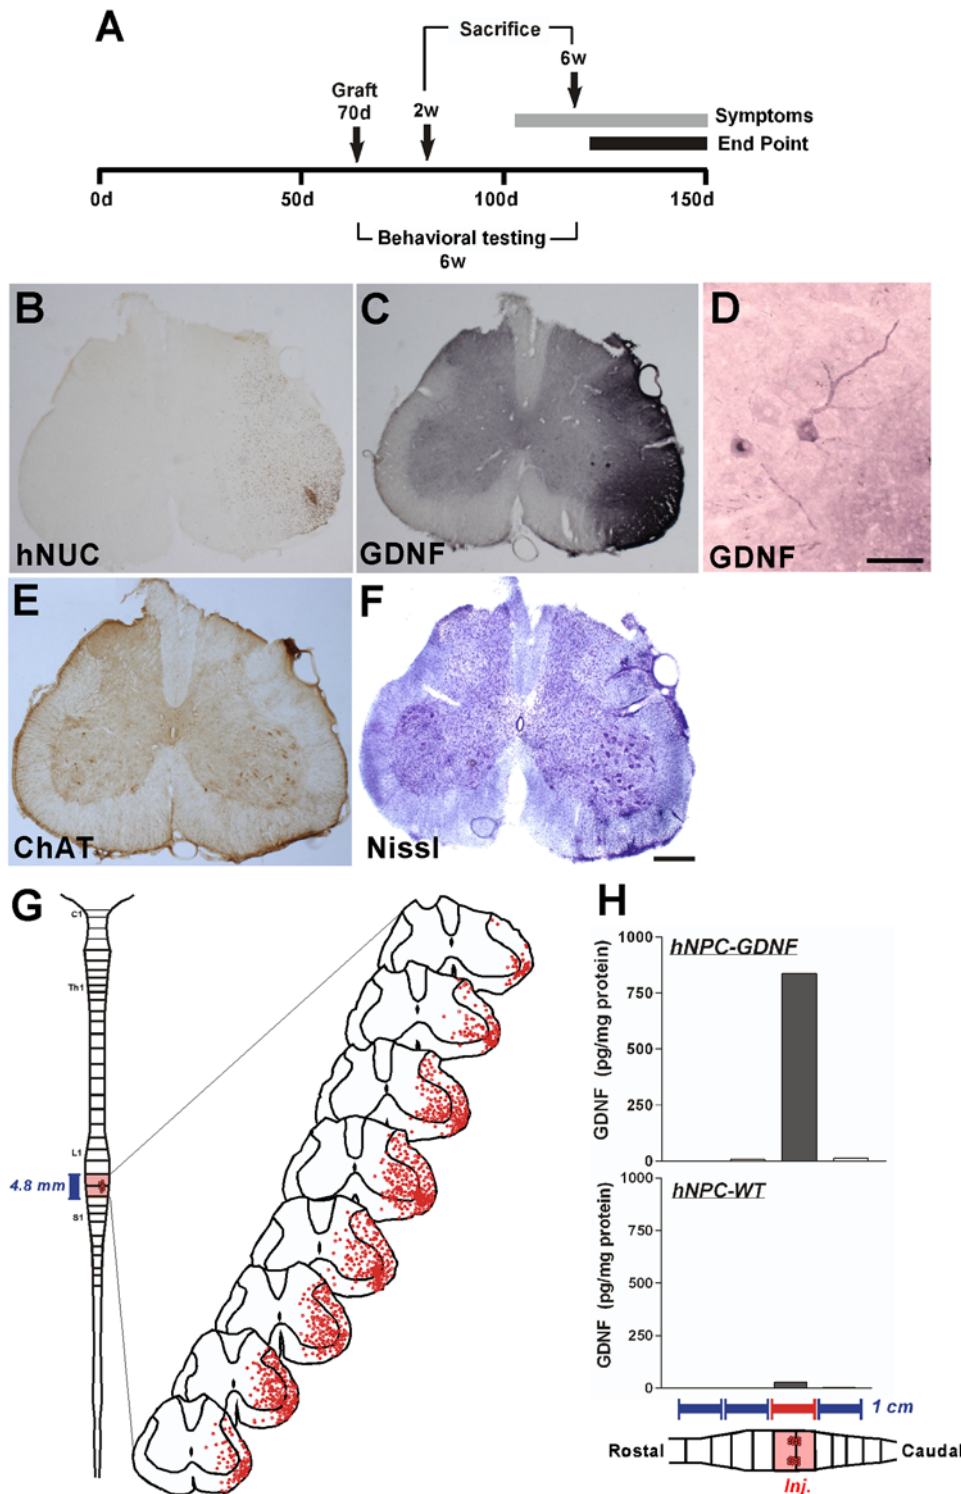 A
Sacrifice
6w
Graft
70d
2w
Symptoms
End Point
0d
50d
100d
150d
Behavioral testing
6w
B
hNUC
C
GDNF
D
GDNF
E
ChAT
F
Nissl
G
C1
Th1
L1
4.8 mm
S1
H
1000
750
500
250
0
GDNF (pg/mg protein)
hNPC-GDNF
1000
750
500
250
0
GDNF (pg/mg protein)
hNPC-WT
1 cm
Rostal
Caudal
Inj.